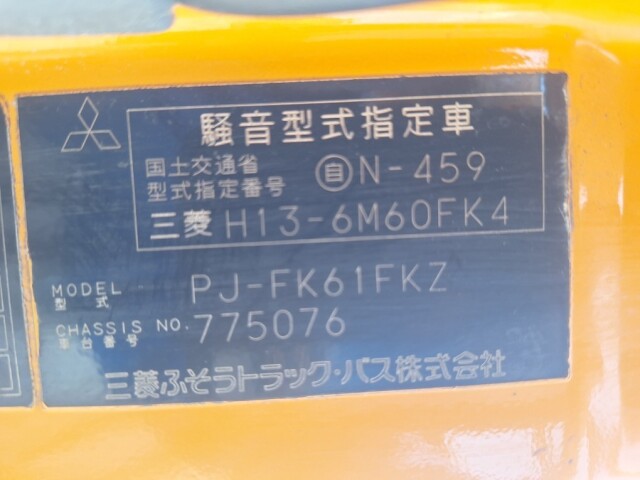 騒音型式指定車
国土交通省
型式指定番号 自N-459
三菱 H13-6M60FK4
MODEL
型式 PJ-FK61FKZ
CHASSIS NO.
車台番号 775076
三菱ふそうトラック・バス株式会社